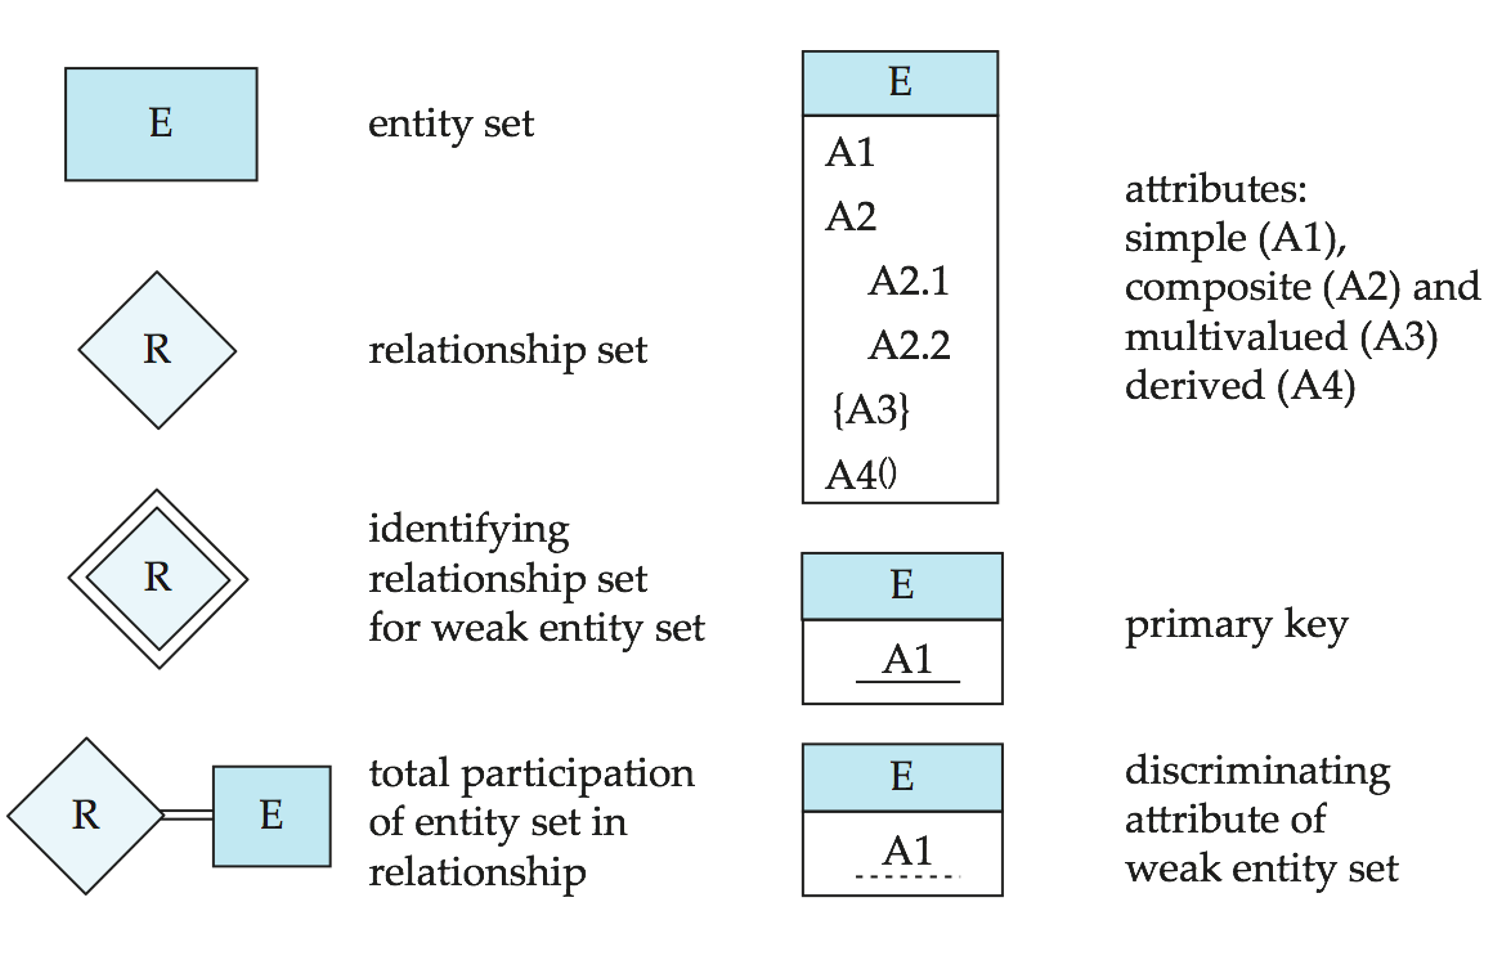 E
entity set
R
relationship set
R
identifying
relationship set
for weak entity set
R
E
total participation
of entity set in
relationship
E
A1
A2
A2.1
A2.2
{A3}
A4()
attributes:
simple (A1),
composite (A2) and
multivalued (A3)
derived (A4)
E
A1
primary key
E
A1
discriminating
attribute of
weak entity set